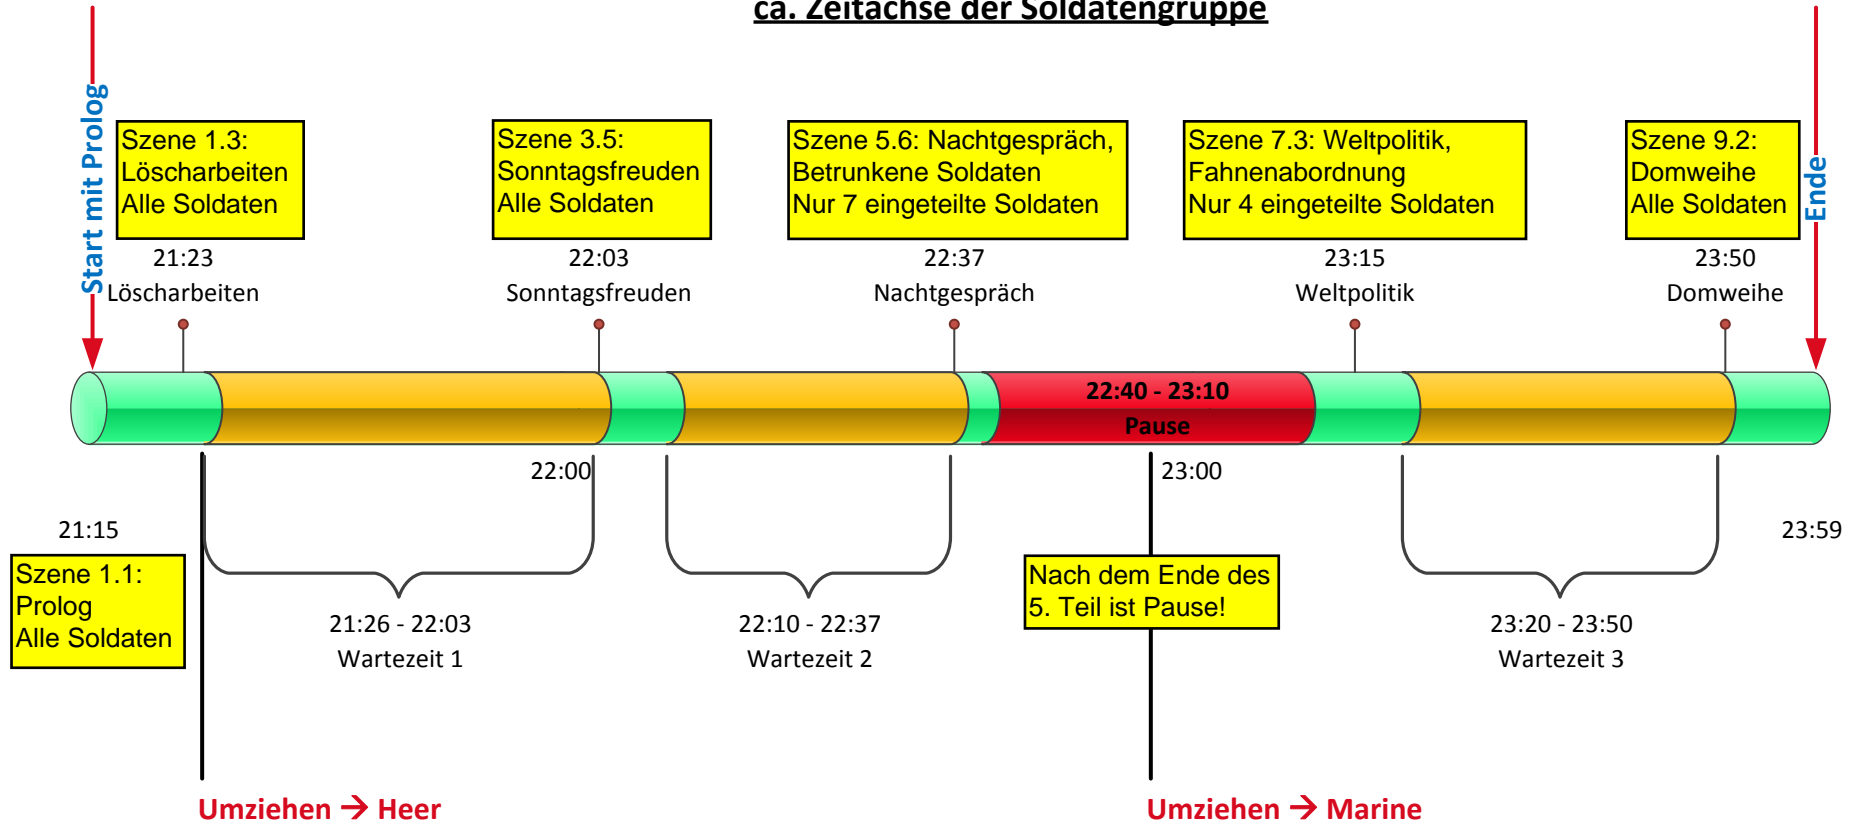 ca. Zeitachse der Soldatengruppe
Start mit Prolog
Szene 1.3:
Löscharbeiten
Alle Soldaten
Szene 3.5:
Sonntagsfreuden
Alle Soldaten
Szene 5.6: Nachtgespräch,
Betrunkene Soldaten
Nur 7 eingeteilte Soldaten
Szene 7.3: Weltpolitik,
Fahnenabordnung
Nur 4 eingeteilte Soldaten
Szene 9.2:
Domweihe
Alle Soldaten
Ende
21:23
Löscharbeiten
22:03
Sonntagsfreuden
22:37
Nachtgespräch
23:15
Weltpolitik
23:50
Domweihe
22:40 - 23:10
Pause
22:00
23:00
21:15
Szene 1.1:
Prolog
Alle Soldaten
21:26 - 22:03
Wartezeit 1
22:10 - 22:37
Wartezeit 2
Nach dem Ende des
5. Teil ist Pause!
23:20 - 23:50
Wartezeit 3
23:59
Umziehen → Heer
Umziehen → Marine